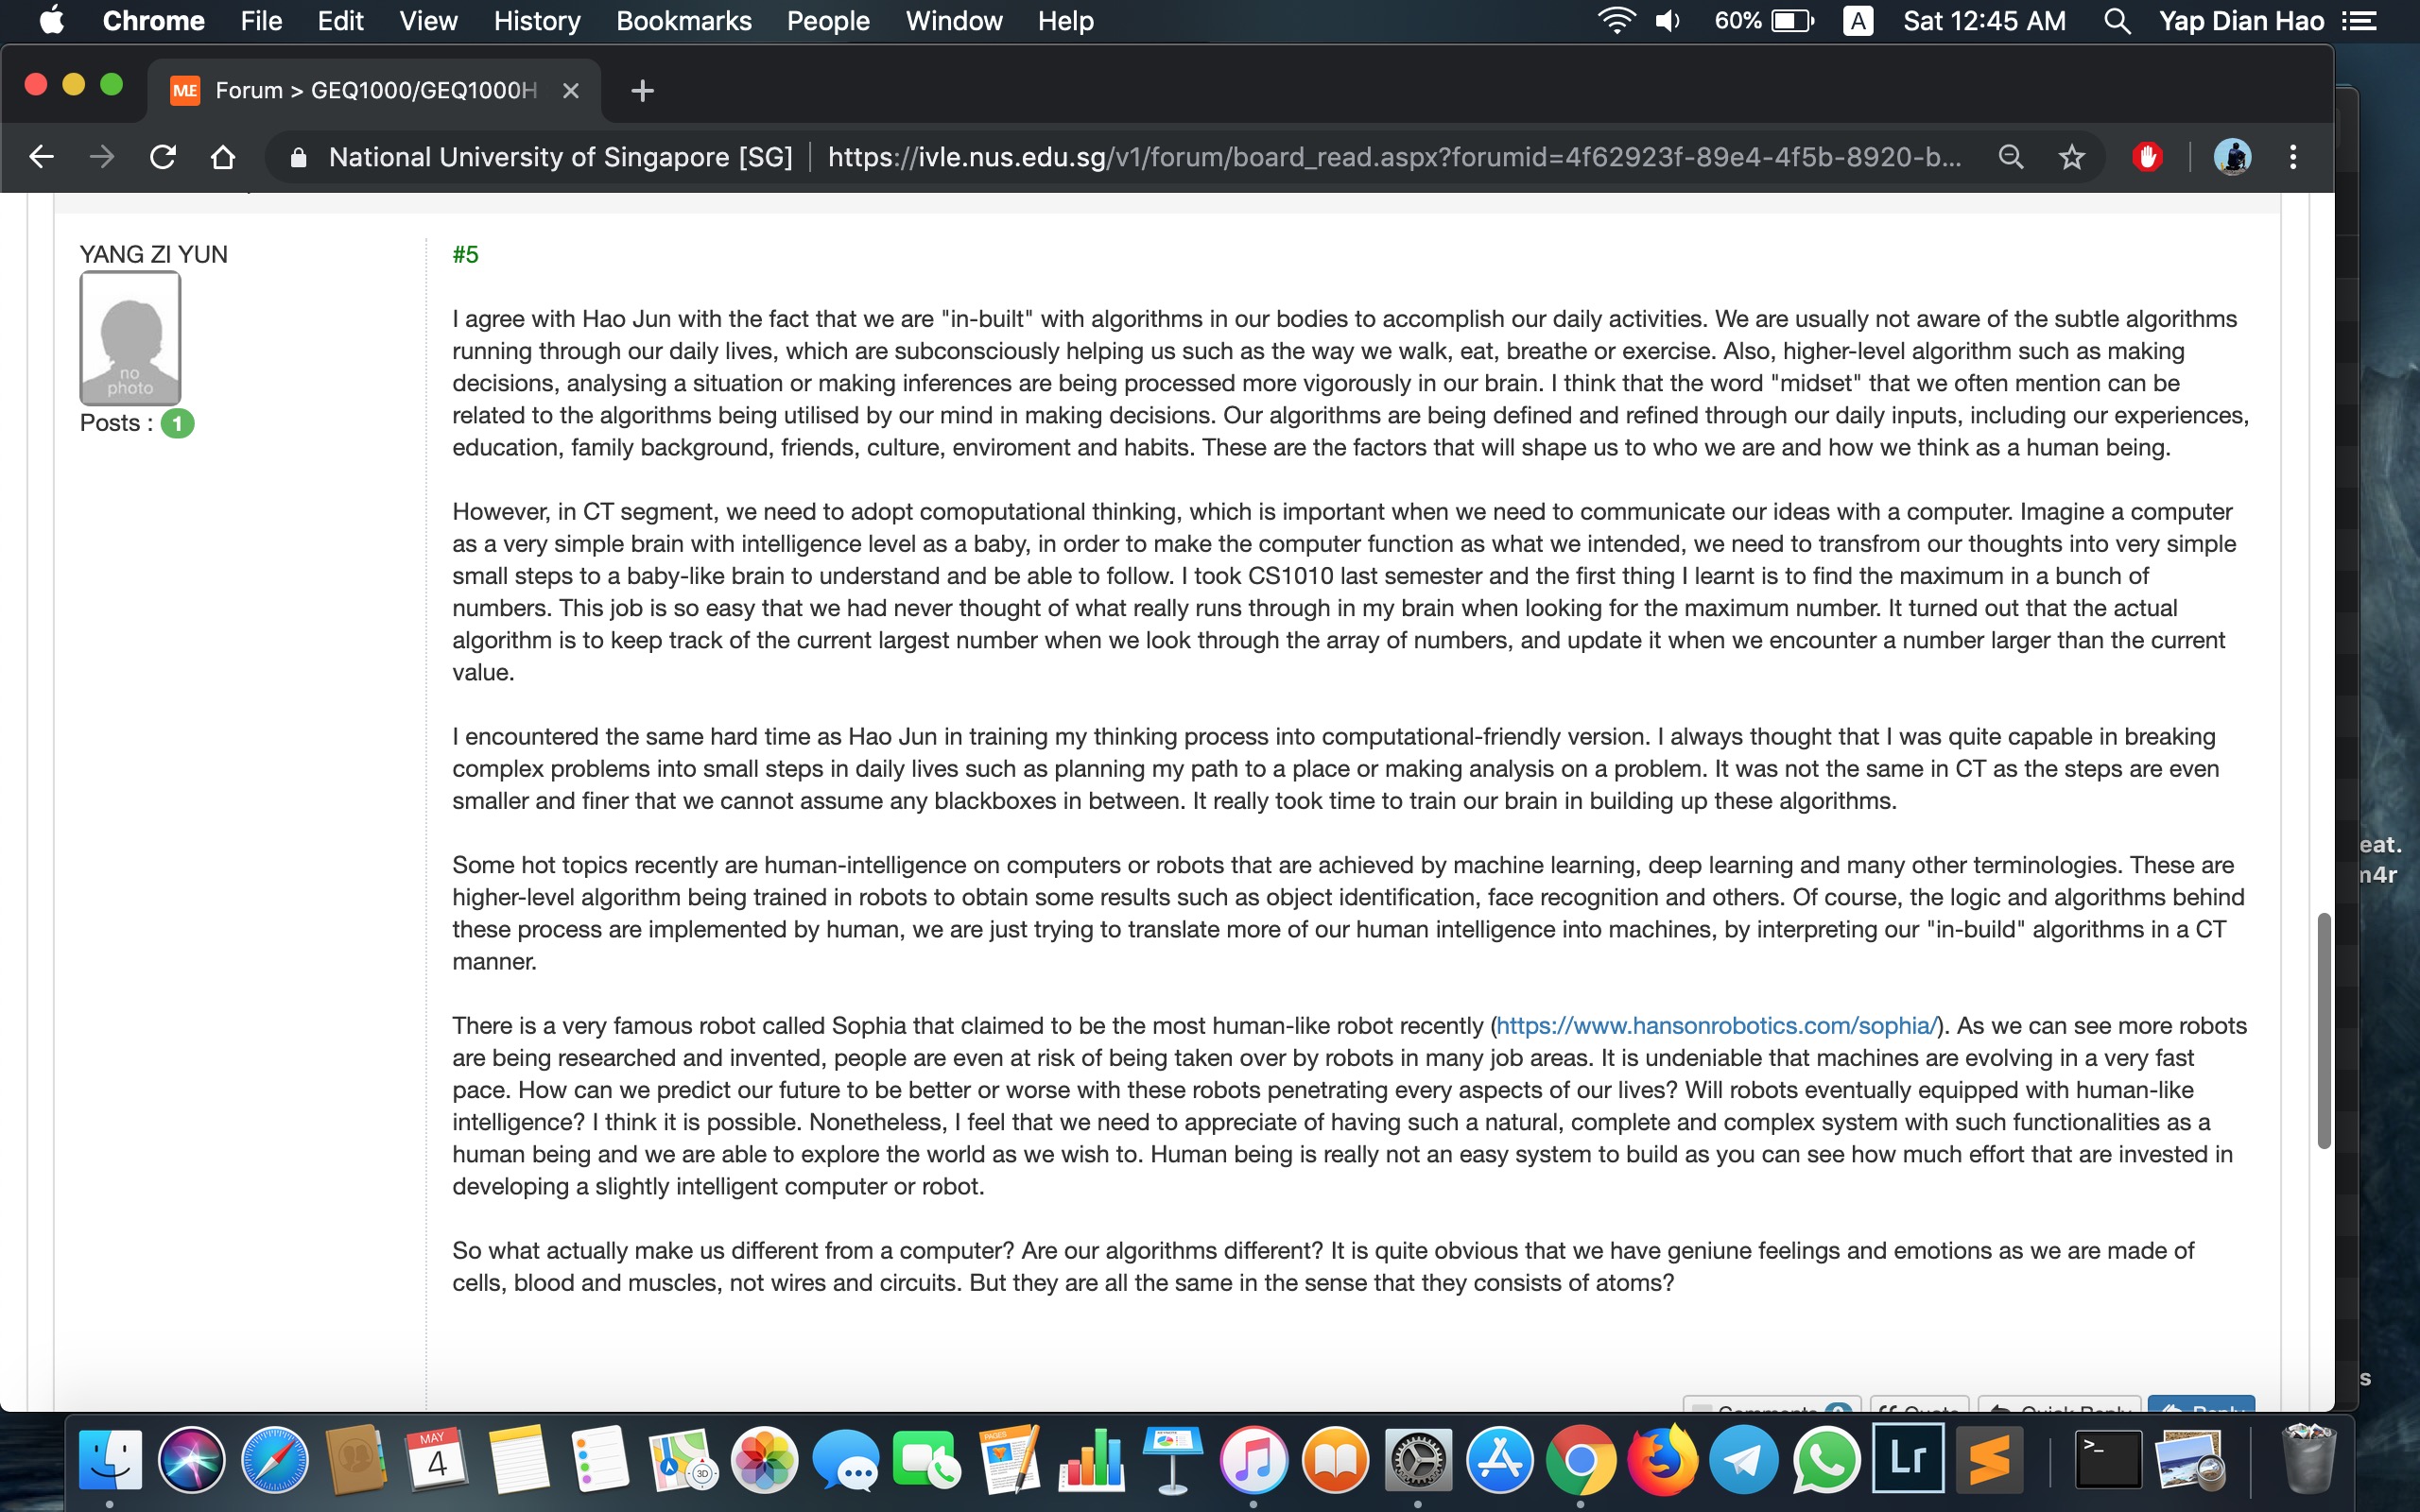 Chrome File Edit View History Bookmarks People Window Help 60% A Sat 12:45 AM Yap Dian Hao
Forum > GEQ1000/GEQ1000H
National University of Singapore [SG] | https://ivle.nus.edu.sg/v1/forum/board_read.aspx?forumid=4f62923f-89e4-4f5b-8920-b...
YANG ZI YUN
no
photo
Posts : 1
#5
I agree with Hao Jun with the fact that we are "in-built" with algorithms in our bodies to accomplish our daily activities. We are usually not aware of the subtle algorithms
running through our daily lives, which are subconsciously helping us such as the way we walk, eat, breathe or exercise. Also, higher-level algorithm such as making
decisions, analysing a situation or making inferences are being processed more vigorously in our brain. I think that the word "midset" that we often mention can be
related to the algorithms being utilised by our mind in making decisions. Our algorithms are being defined and refined through our daily inputs, including our experiences,
education, family background, friends, culture, enviroment and habits. These are the factors that will shape us to who we are and how we think as a human being.
However, in CT segment, we need to adopt comoputational thinking, which is important when we need to communicate our ideas with a computer. Imagine a computer
as a very simple brain with intelligence level as a baby, in order to make the computer function as what we intended, we need to transfrom our thoughts into very simple
small steps to a baby-like brain to understand and be able to follow. I took CS1010 last semester and the first thing I learnt is to find the maximum in a bunch of
numbers. This job is so easy that we had never thought of what really runs through in my brain when looking for the maximum number. It turned out that the actual
algorithm is to keep track of the current largest number when we look through the array of numbers, and update it when we encounter a number larger than the current
value.
I encountered the same hard time as Hao Jun in training my thinking process into computational-friendly version. I always thought that I was quite capable in breaking
complex problems into small steps in daily lives such as planning my path to a place or making analysis on a problem. It was not the same in CT as the steps are even
smaller and finer that we cannot assume any blackboxes in between. It really took time to train our brain in building up these algorithms.
Some hot topics recently are human-intelligence on computers or robots that are achieved by machine learning, deep learning and many other terminologies. These are
higher-level algorithm being trained in robots to obtain some results such as object identification, face recognition and others. Of course, the logic and algorithms behind
these process are implemented by human, we are just trying to translate more of our human intelligence into machines, by interpreting our "in-build" algorithms in a CT
manner.
There is a very famous robot called Sophia that claimed to be the most human-like robot recently (https://www.hansonrobotics.com/sophia/). As we can see more robots
are being researched and invented, people are even at risk of being taken over by robots in many job areas. It is undeniable that machines are evolving in a very fast
pace. How can we predict our future to be better or worse with these robots penetrating every aspects of our lives? Will robots eventually equipped with human-like
intelligence? I think it is possible. Nonetheless, I feel that we need to appreciate of having such a natural, complete and complex system with such functionalities as a
human being and we are able to explore the world as we wish to. Human being is really not an easy system to build as you can see how much effort that are invested in
developing a slightly intelligent computer or robot.
So what actually make us different from a computer? Are our algorithms different? It is quite obvious that we have geniune feelings and emotions as we are made of
cells, blood and muscles, not wires and circuits. But they are all the same in the sense that they consists of atoms?
Comments Quote Quick Reply Reply
eat.
MAY
4
3D
PAGES
Lr